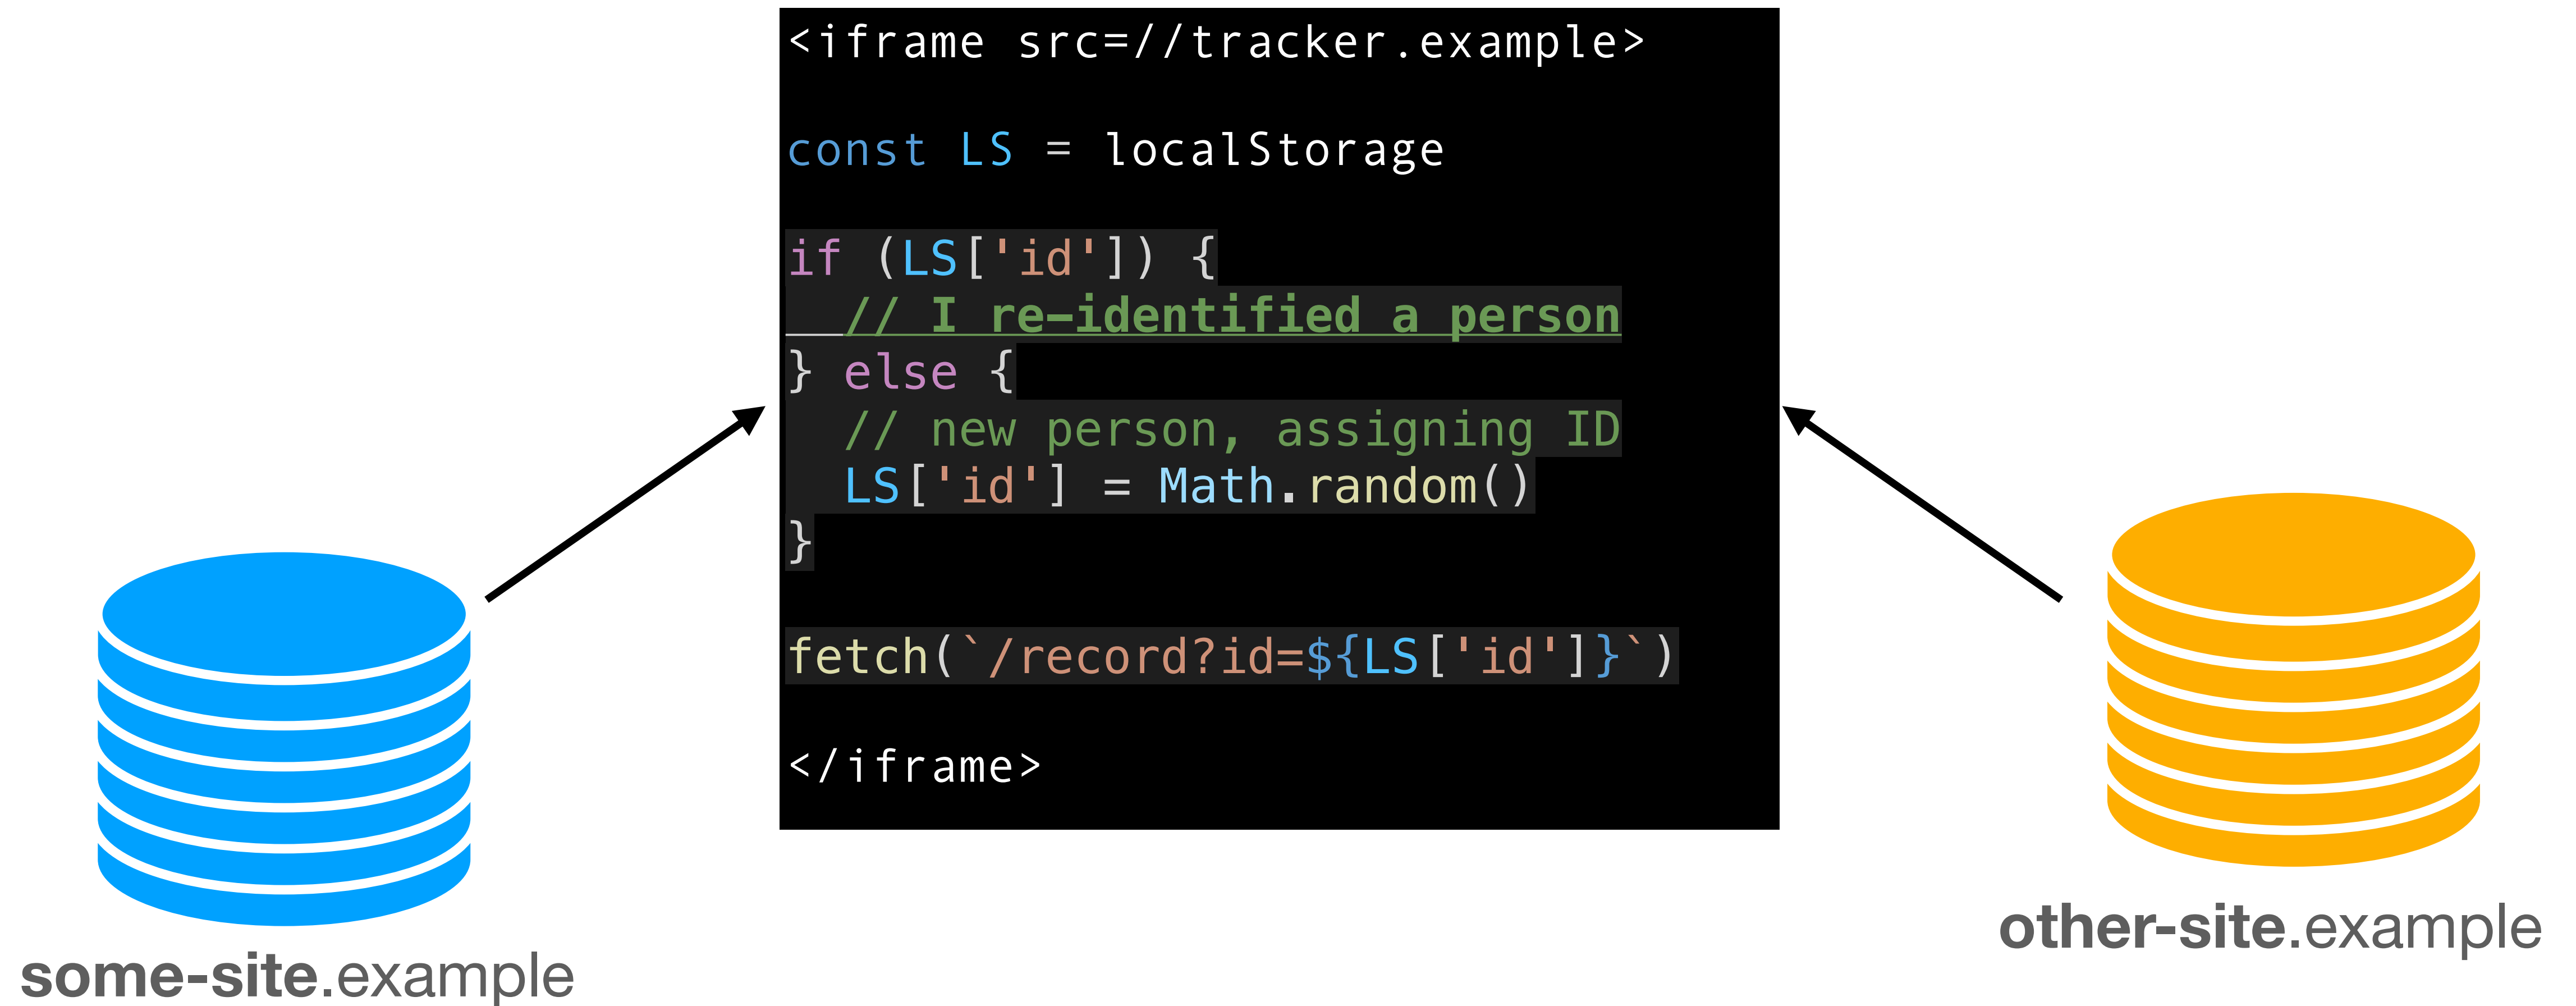 <iframe src=//tracker.example>
const LS = localStorage
if (LS['id']) {
// I re-identified a person
} else {
// new person, assigning ID
LS['id'] = Math.random()
}
fetch(`/record?id=${LS['id']}`)
</iframe>
some-site.example
other-site.example